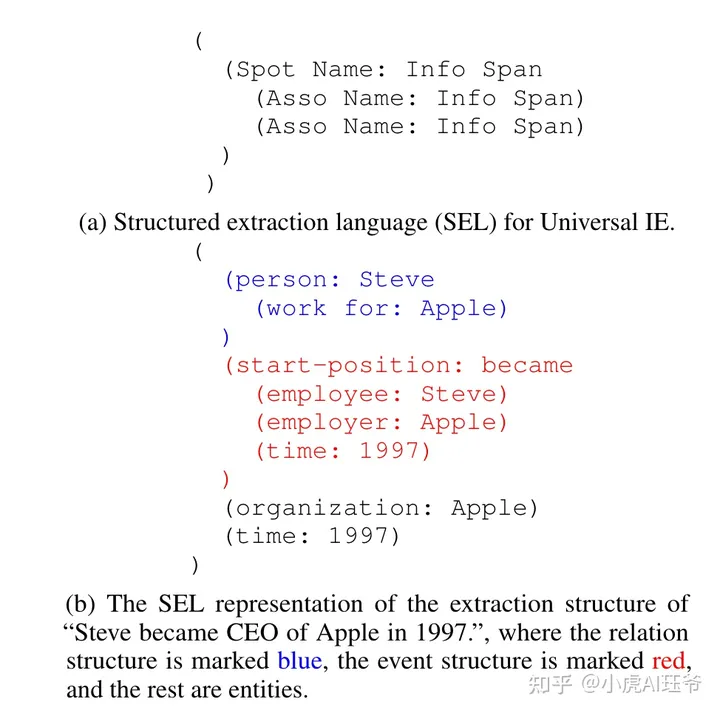 (
(Spot Name: Info Span
(Asso Name: Info Span)
(Asso Name: Info Span)
)
)
(a) Structured extraction language (SEL) for Universal IE.
(
(person: Steve
(work for: Apple)
)
(start-position: became
(employee: Steve)
(employer: Apple)
(time: 1997)
)
(organization: Apple)
(time: 1997)
)
(b) The SEL representation of the extraction structure of
“Steve became CEO of Apple in 1997.”, where the relation
structure is marked blue, the event structure is marked red,
and the rest are entities.
知乎 @小虎AI珏爷